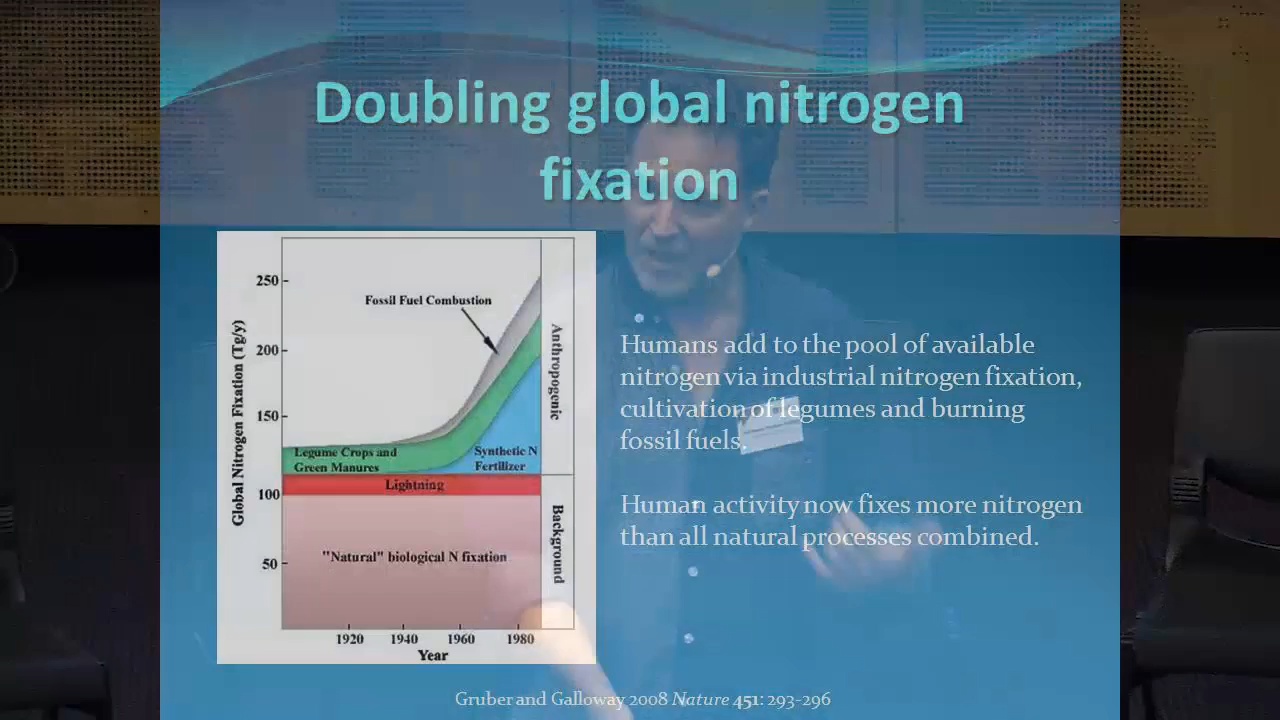 Doubling global nitrogen
fixation
Global Nitrogen Fixation (Tg/y)
250
200
150
100
50
Fossil Fuel Combustion
Legume Crops and
Green Manures
Synthetic N
Fertilizer
Lightning
"Natural" biological N fixation
Anthropogenic
Background
1920 1940 1960 1980
Year
Humans add to the pool of available
nitrogen via industrial nitrogen fixation,
cultivation of legumes and burning
fossil fuels.
Human activity now fixes more nitrogen
than all natural processes combined.
Gruber and Galloway 2008 Nature 451: 293-296